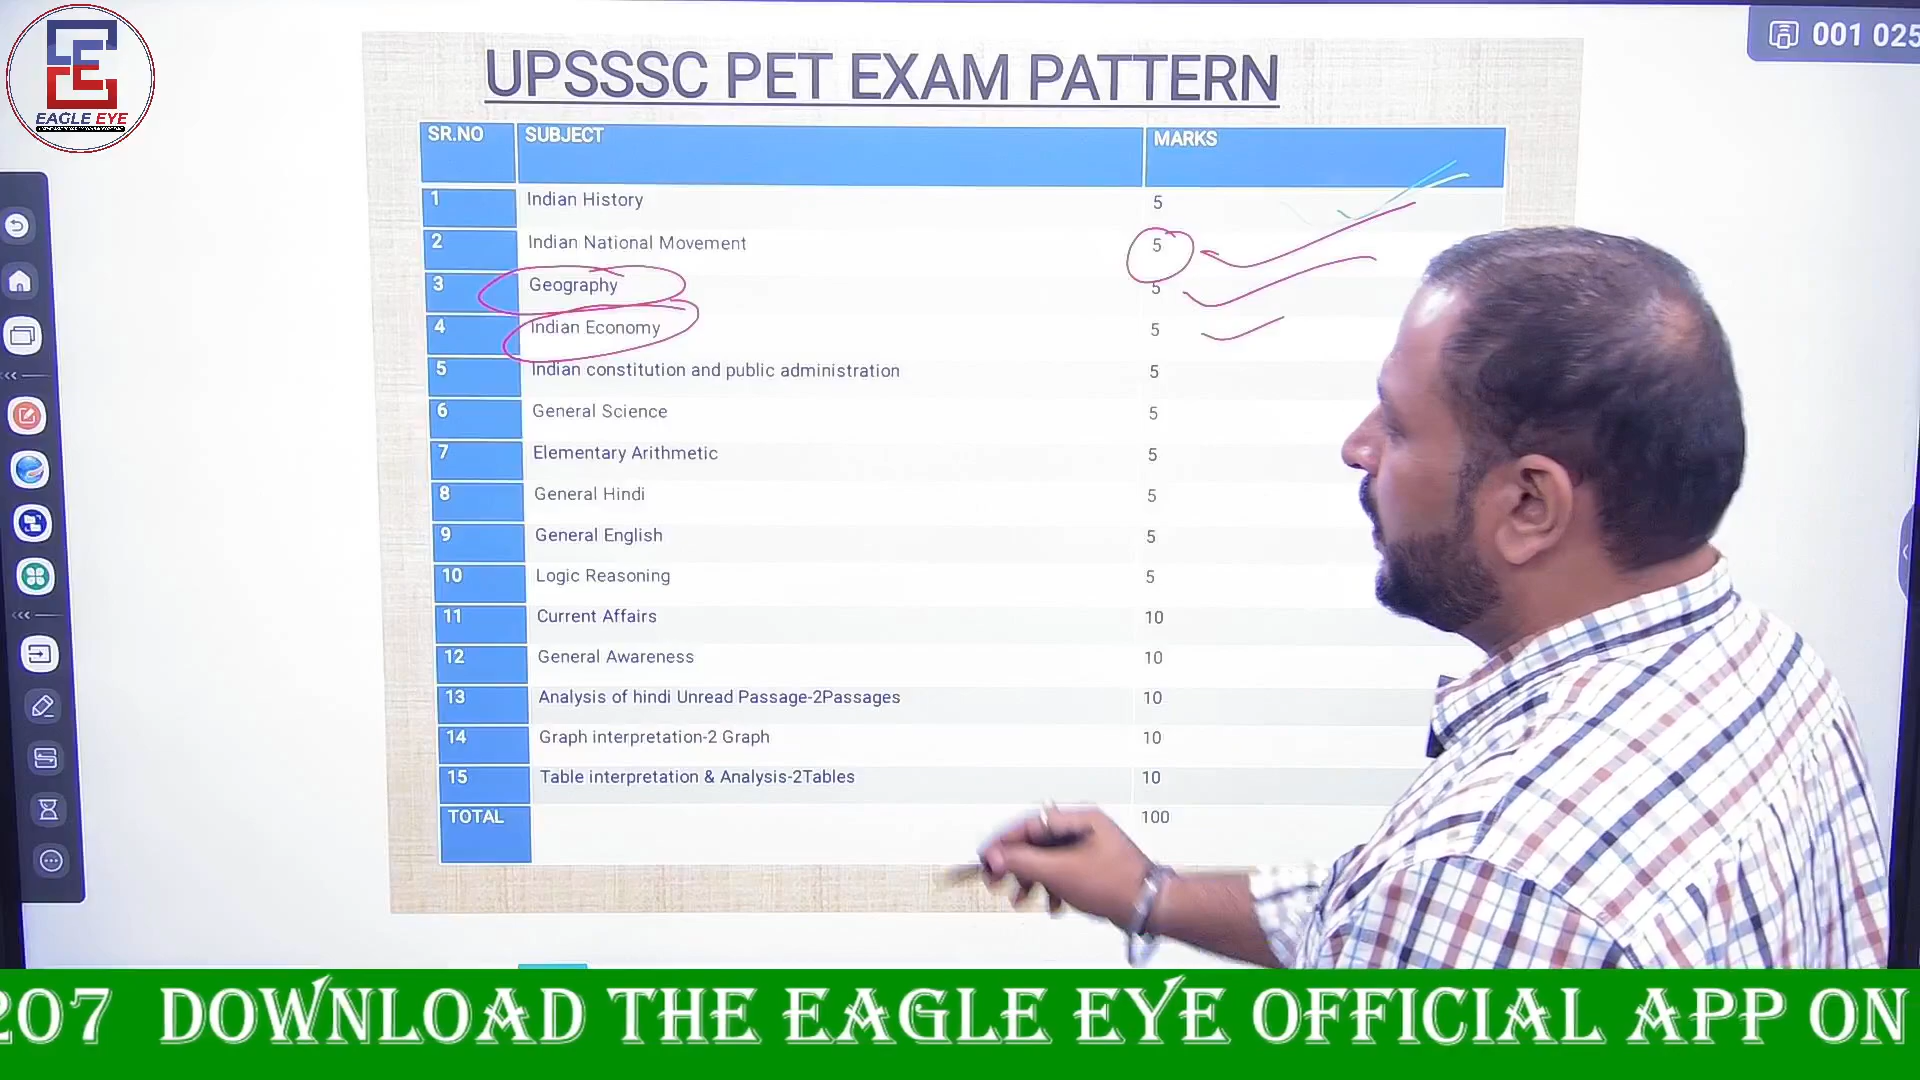 EAGLE EYE
001 025
UPSSSC PET EXAM PATTERN
SR.NO SUBJECT MARKS
1 Indian History 5
2 Indian National Movement 5
3 Geography 5
4 Indian Economy 5
5 Indian constitution and public administration 5
6 General Science 5
7 Elementary Arithmetic 5
8 General Hindi 5
9 General English 5
10 Logic Reasoning 5
11 Current Affairs 10
12 General Awareness 10
13 Analysis of hindi Unread Passage-2Passages 10
14 Graph interpretation-2 Graph 10
15 Table interpretation & Analysis-2Tables 10
TOTAL 100
207 DOWNLOAD THE EAGLE EYE OFFICIAL APP ON